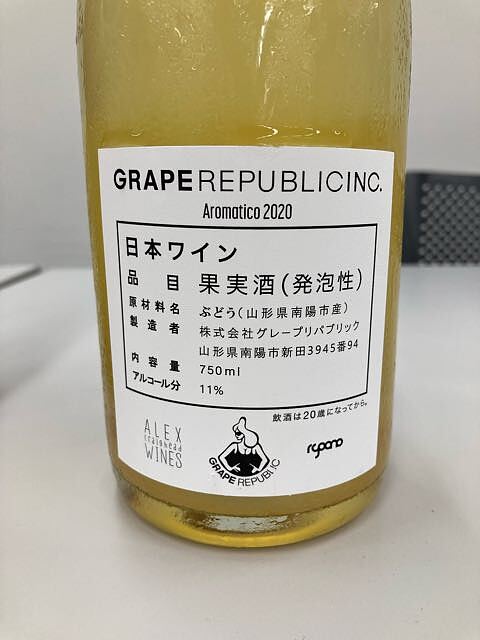 GRAPEREPUBLICINC.
Aromatico 2020
日本ワイン
品目 果実酒(発泡性)
原材料名 ぶどう(山形県南陽市産)
製造者 株式会社グレープリパブリック
山形県南陽市新田3945番94
内容量 750ml
アルコール分 11%
飲酒は20歳になってから。
ALEX
craighead
WINES
GRAPE REPUBLIC